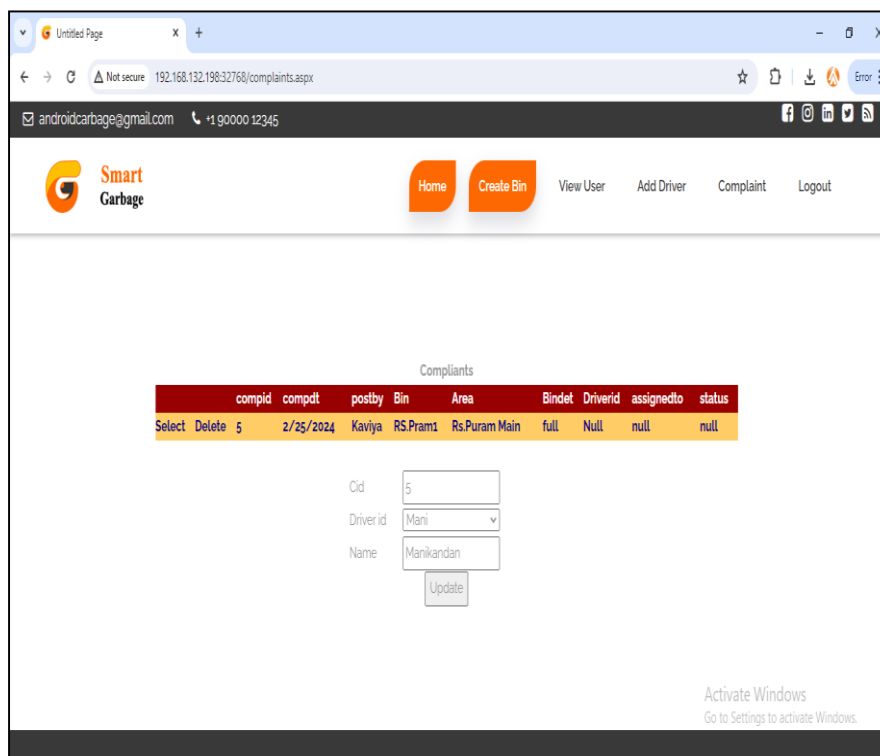 Untitled Page
Not secure 192.168.132.198:32768/complaints.aspx Error
androidcarbage@gmail.com +1 90000 12345
Smart
Garbage
Home Create Bin View User Add Driver Complaint Logout
Compliants
compid compdt postby Bin Area Bindet Driverid assignedto status
Select Delete 5 2/25/2024 Kaviya RS.Pram1 Rs.Puram Main full Null null null
Cid 5
Driver id Mani
Name Manikandan
Update
Activate Windows
Go to Settings to activate Windows.